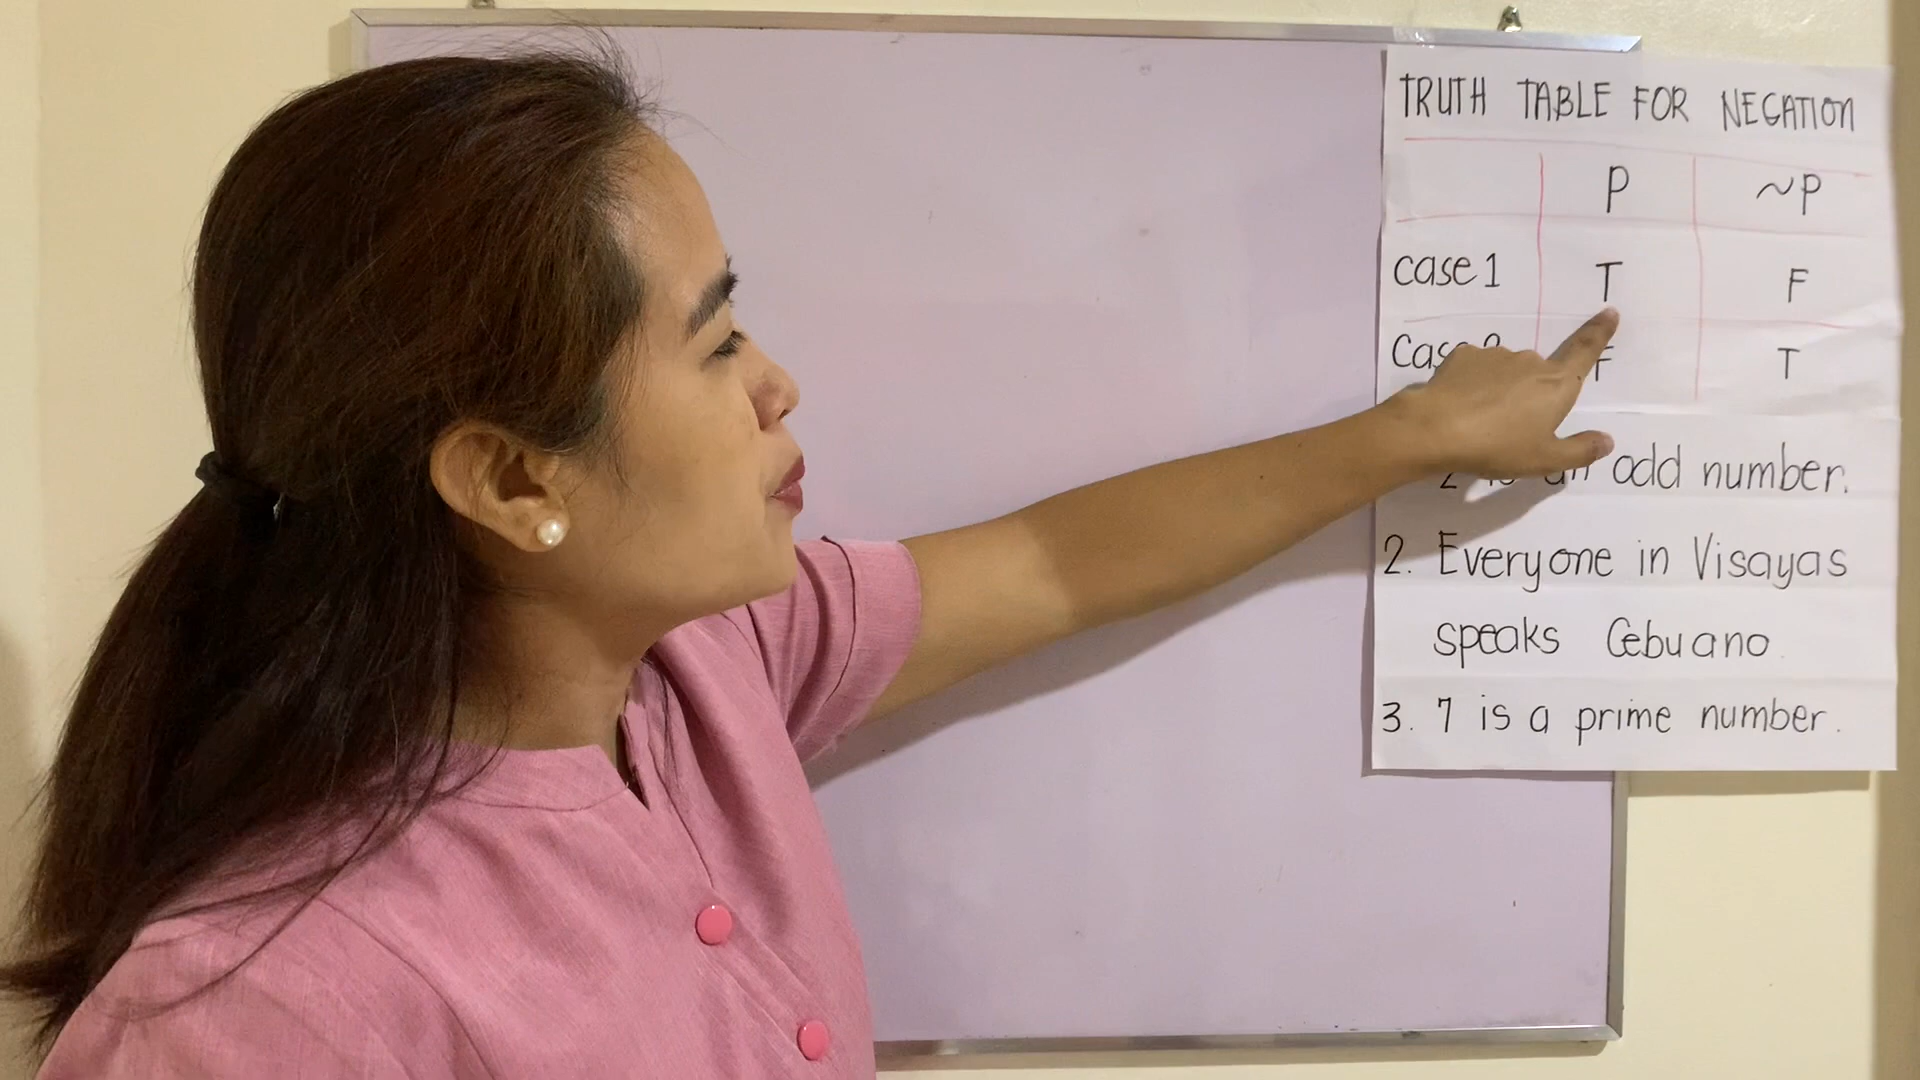 TRUTH TABLE FOR NEGATION
P ~P
case 1 T F
F T
odd number.
2. Everyone in Visayas
speaks Cebuano
3. 7 is a prime number.